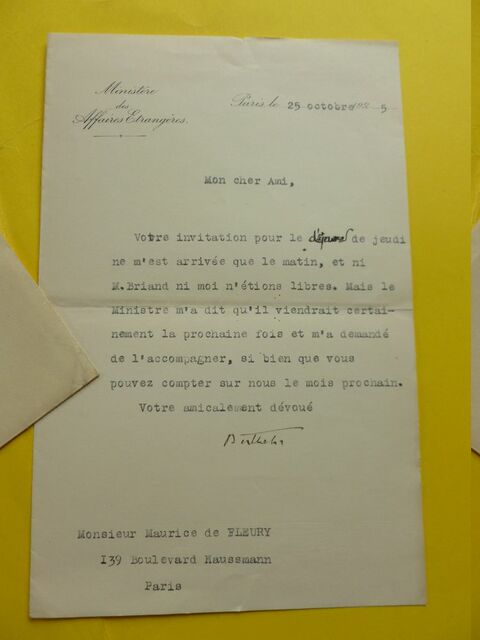 Ministère
des
Affaires Etrangères.
Paris, le 25 octobre 1925
Mon cher Ami,
Votre invitation pour le déjeuner de jeudi
ne m'est arrivée que le matin, et ni
M.Briand ni moi n'étions libres. Mais le
Ministre m'a dit qu'il viendrait certai-
nement la prochaine fois et m'a demandé
de l'accompagner, si bien que vous
pouvez compter sur nous le mois prochain.
Votre amicalement dévoué
Berthelot
Monsieur Maurice de FLEURY
139 Boulevard Haussmann
Paris